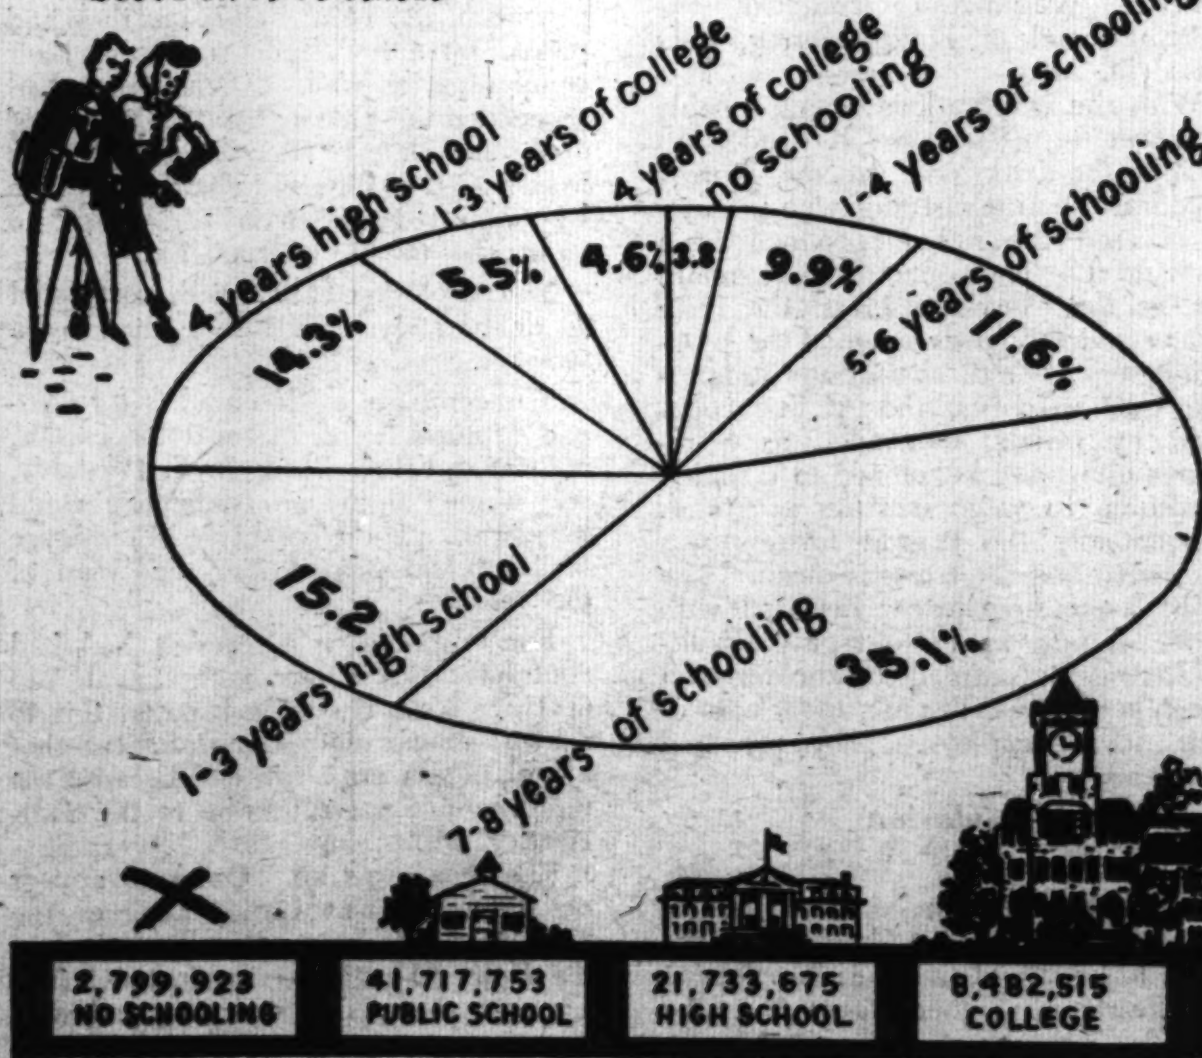 4 years high school
1-3 years of college
4 years of college
no schooling
1-4 years of schooling
5-6 years of schooling
14.3%
5.5%
4.6%
3.8
9.9%
11.6%
15.2
1-3 years high school
7-8 years of schooling
35.1%
2,799,923
NO SCHOOLING
41,717,753
PUBLIC SCHOOL
21,733,675
HIGH SCHOOL
8,482,515
COLLEGE